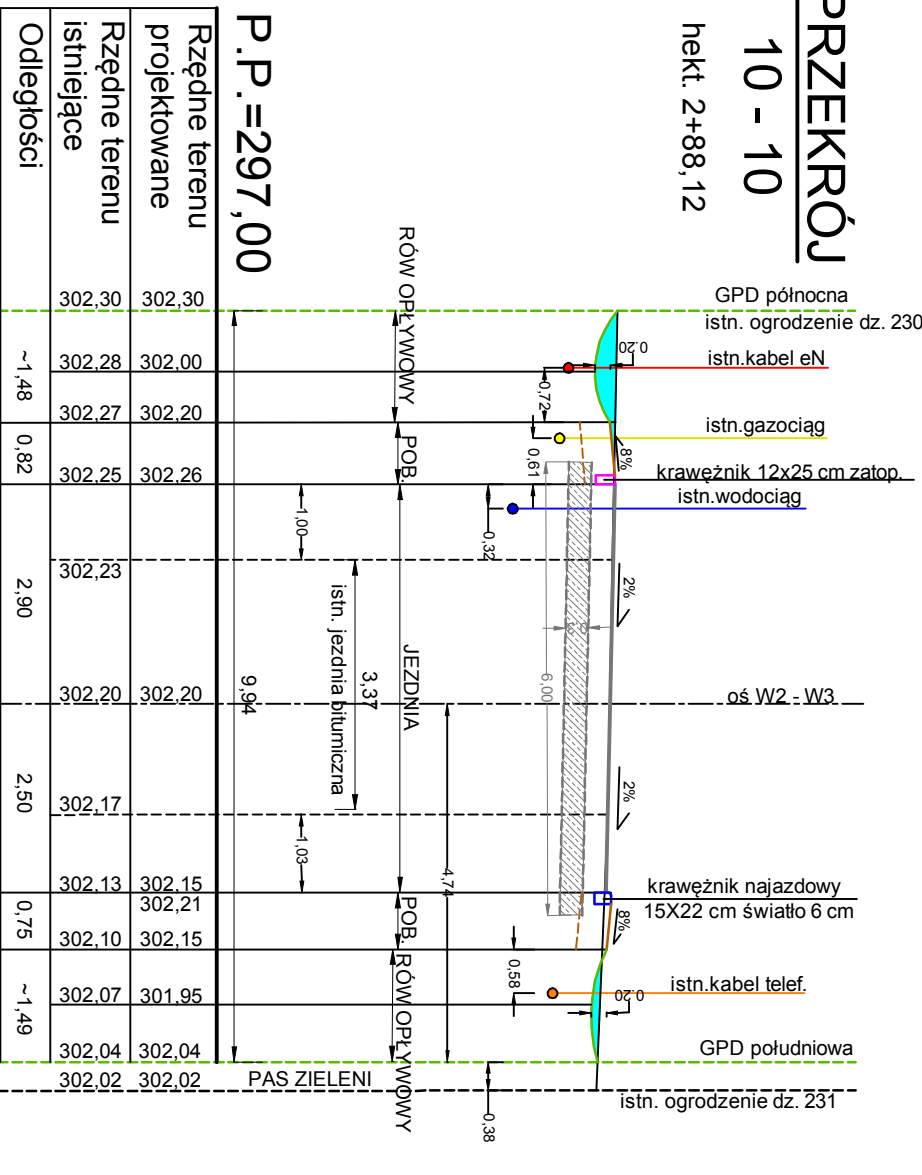 PRZEKRÓJ
10 - 10
hekt. 2+88,12
GPD północna
istn. ogrodzenie dz. 230
istn.kabel eN
istn.gazociąg
krawężnik 12x25 cm zatop.
istn.wodociąg
oś W2 - W3
krawężnik najazdowy
15X22 cm światło 6 cm
istn.kabel telef.
GPD południowa
istn. ogrodzenie dz. 231
0.20
8%
2%
2%
8%
0.20
0,72
0,61
0,32
6,00
0,58
0,38
RÓW OPŁYWOWY
POB.
JEZDNIA
POB.
RÓW OPŁYWOWY
4,74
1,00
istn. jezdnia bitumiczna
3,37
1,03
9,94
PAS ZIELENI
P.P.=297,00
Rzędne terenu
projektowane
302,30
302,00
302,20
302,26
302,20
302,15
302,21
302,15
301,95
302,04
302,02
Rzędne terenu
istniejące
302,30
302,28
302,27
302,25
302,23
302,20
302,17
302,13
302,10
302,07
302,04
302,02
Odległości
~1,48
0,82
2,90
2,50
0,75
~1,49